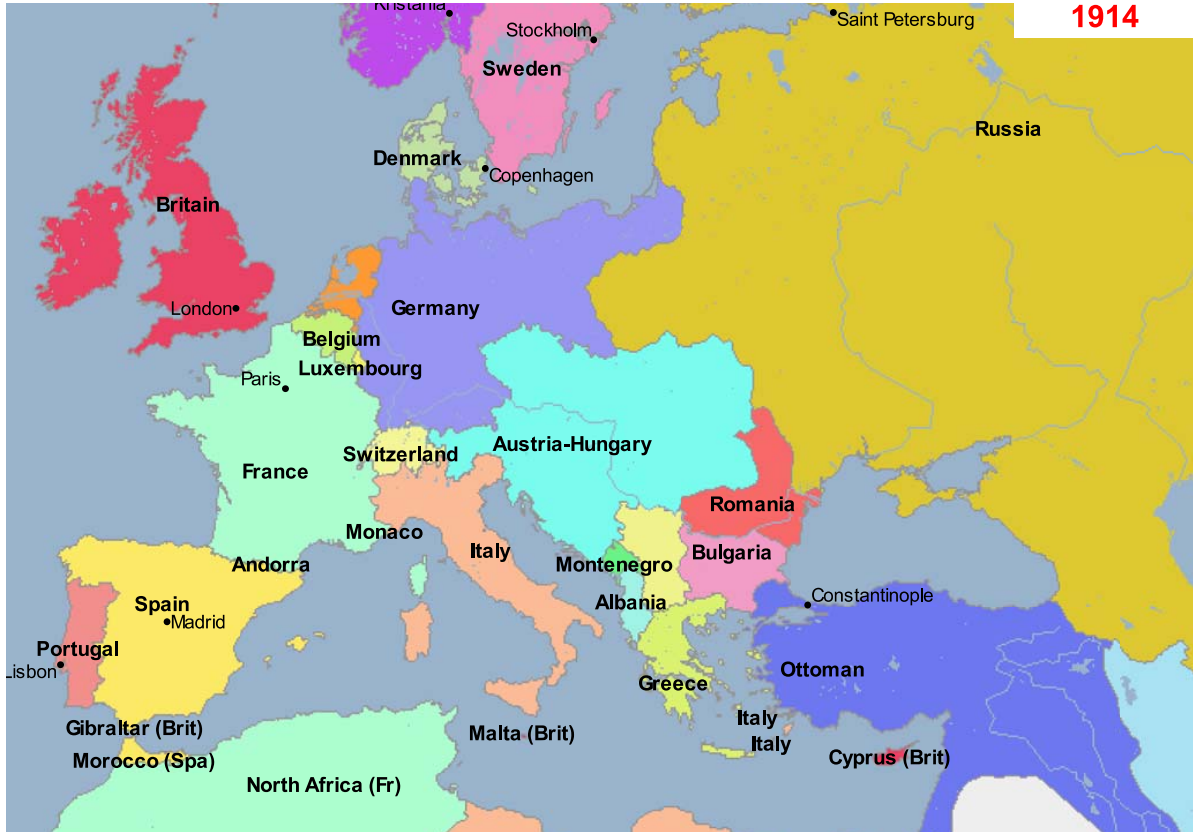 Kristania
1914
Saint Petersburg
Stockholm
Sweden
Russia
Denmark
Copenhagen
Britain
London
Germany
Belgium
Luxembourg
Paris
Switzerland
Austria-Hungary
France
Romania
Monaco
Italy
Bulgaria
Andorra
Montenegro
Constantinople
Spain
Albania
Madrid
Portugal
Lisbon
Ottoman
Greece
Gibraltar (Brit)
Italy
Malta (Brit)
Italy
Morocco (Spa)
Cyprus (Brit)
North Africa (Fr)